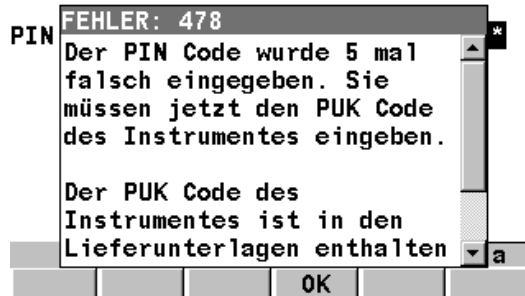 FEHLER: 478
PIN
*
Der PIN Code wurde 5 mal
falsch eingegeben. Sie
müssen jetzt den PUK Code
des Instrumentes eingeben.
Der PUK Code des
Instrumentes ist in den
Lieferunterlagen enthalten
a
OK